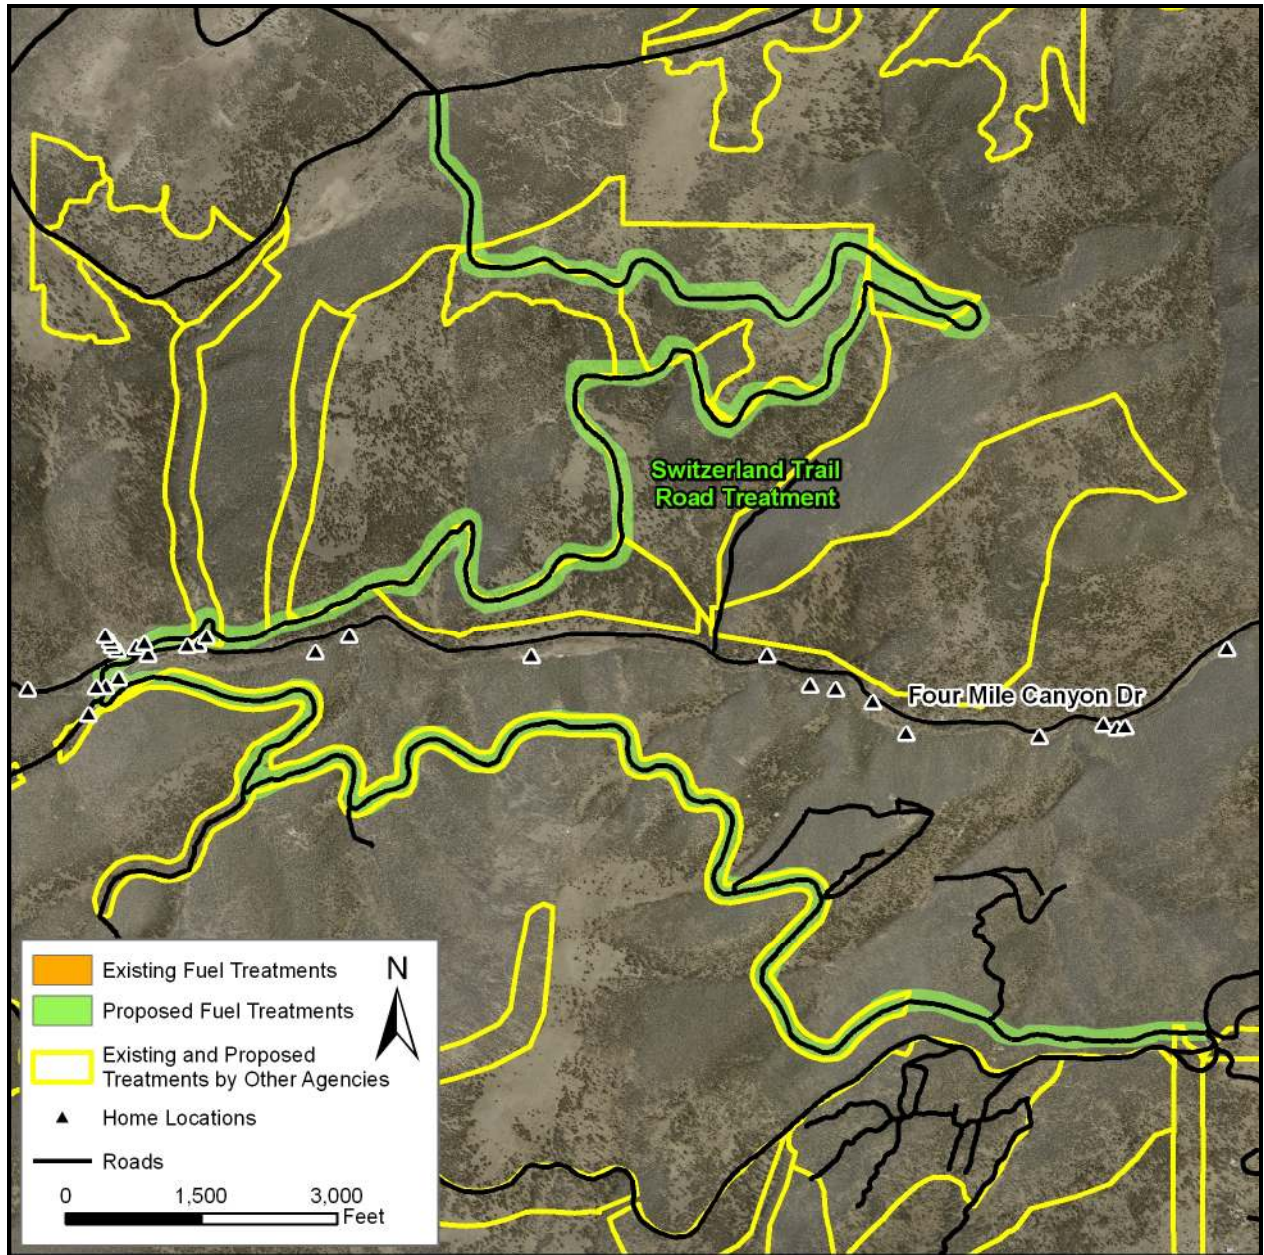 Switzerland Trail
Road Treatment
Four Mile Canyon Dr
Existing Fuel Treatments
Proposed Fuel Treatments
Existing and Proposed
Treatments by Other Agencies
Home Locations
Roads
N
0 1,500 3,000
Feet